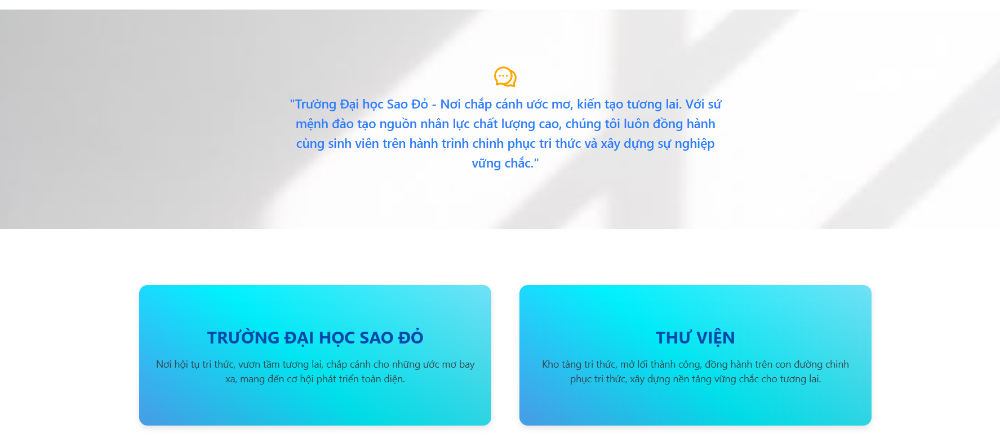 "Trường Đại học Sao Đỏ - Nơi chắp cánh ước mơ, kiến tạo tương lai. Với sứ
mệnh đào tạo nguồn nhân lực chất lượng cao, chúng tôi luôn đồng hành
cùng sinh viên trên hành trình chinh phục tri thức và xây dựng sự nghiệp
vững chắc."
TRƯỜNG ĐẠI HỌC SAO ĐỎ
Nơi hội tụ tri thức, vươn tầm tương lai, chắp cánh cho những ước mơ bay
xa, mang đến cơ hội phát triển toàn diện.
THƯ VIỆN
Kho tàng tri thức, mở lối thành công, đồng hành trên con đường chinh
phục tri thức, xây dựng nền tảng vững chắc cho tương lai.